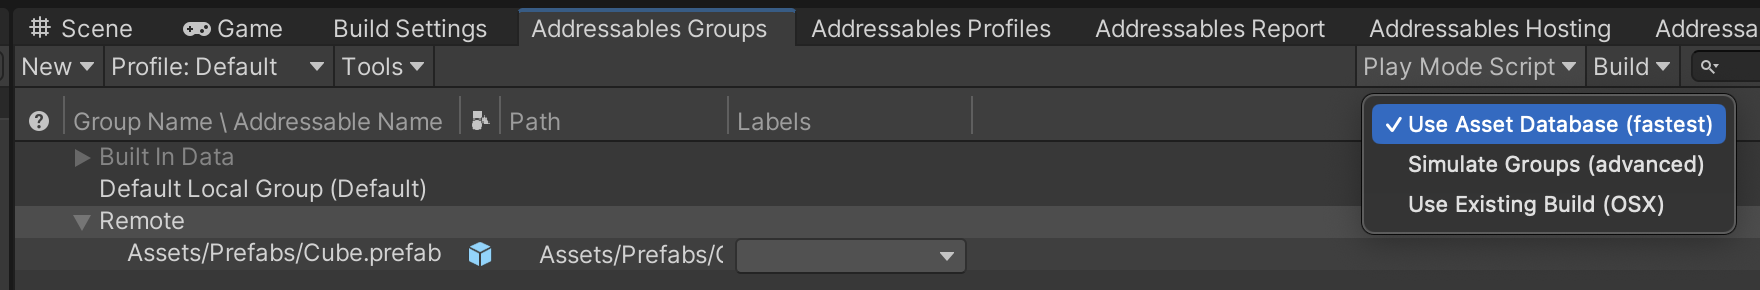 Scene Game Build Settings Addressables Groups Addressables Profiles Addressables Report Addressables Hosting Addressa
New Profile: Default Tools Play Mode Script Build
Group Name \ Addressable Name Path Labels
Use Asset Database (fastest)
Built In Data
Simulate Groups (advanced)
Default Local Group (Default)
Use Existing Build (OSX)
Remote
Assets/Prefabs/Cube.prefab Assets/Prefabs/C